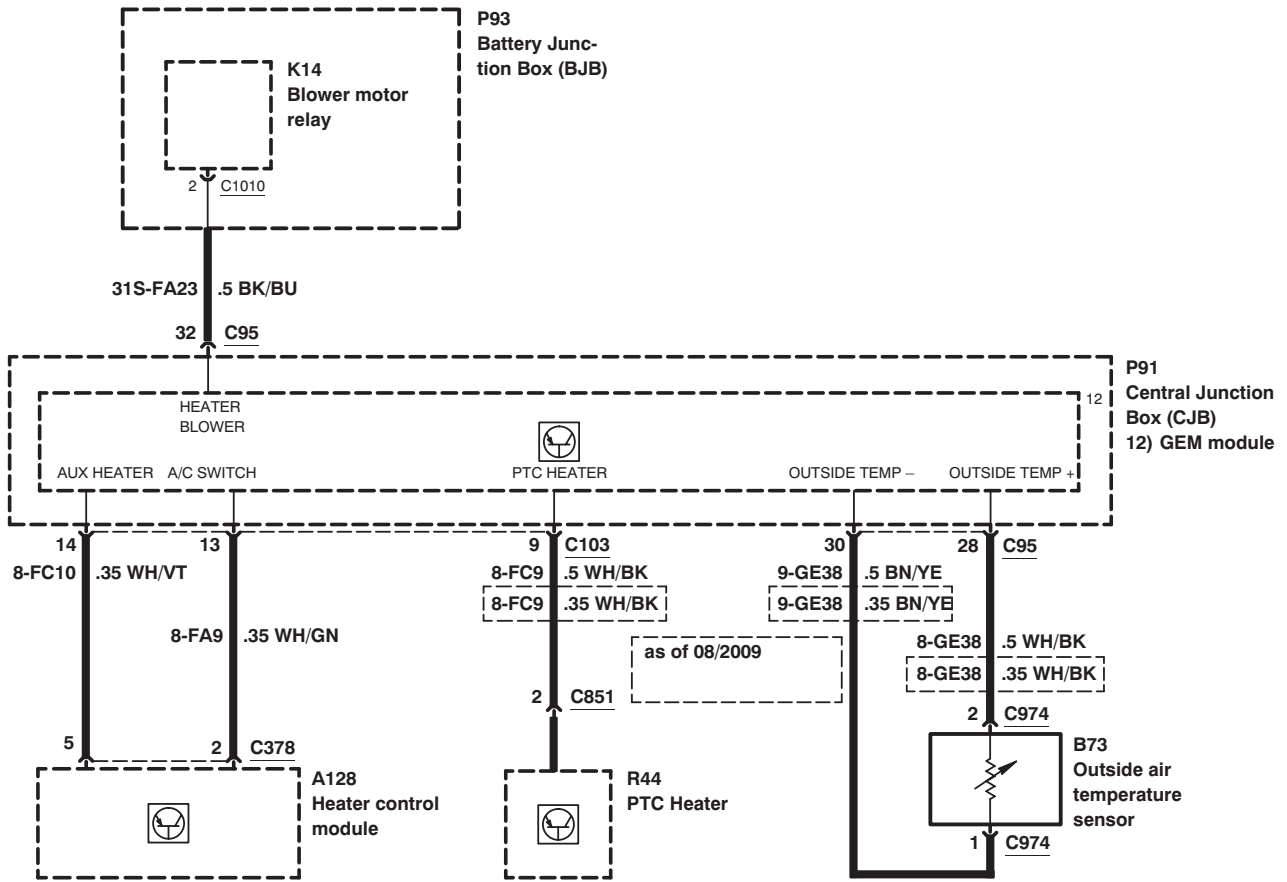 P93
Battery Junc-
tion Box (BJB)
K14
Blower motor
relay
2 C1010
31S-FA23 .5 BK/BU
32 C95
P91
Central Junction
Box (CJB)
12) GEM module
12
HEATER
BLOWER
AUX HEATER A/C SWITCH PTC HEATER OUTSIDE TEMP – OUTSIDE TEMP +
14 13 9 C103 30 28 C95
8-FC10 .35 WH/VT 8-FC9 .5 WH/BK 9-GE38 .5 BN/YE
8-FC9 .35 WH/BK 9-GE38 .35 BN/YE
8-FA9 .35 WH/GN
as of 08/2009
8-GE38 .5 WH/BK
8-GE38 .35 WH/BK
2 C851
2 C974
5 2 C378
A128
Heater control
module
R44
PTC Heater
B73
Outside air
temperature
sensor
1 C974